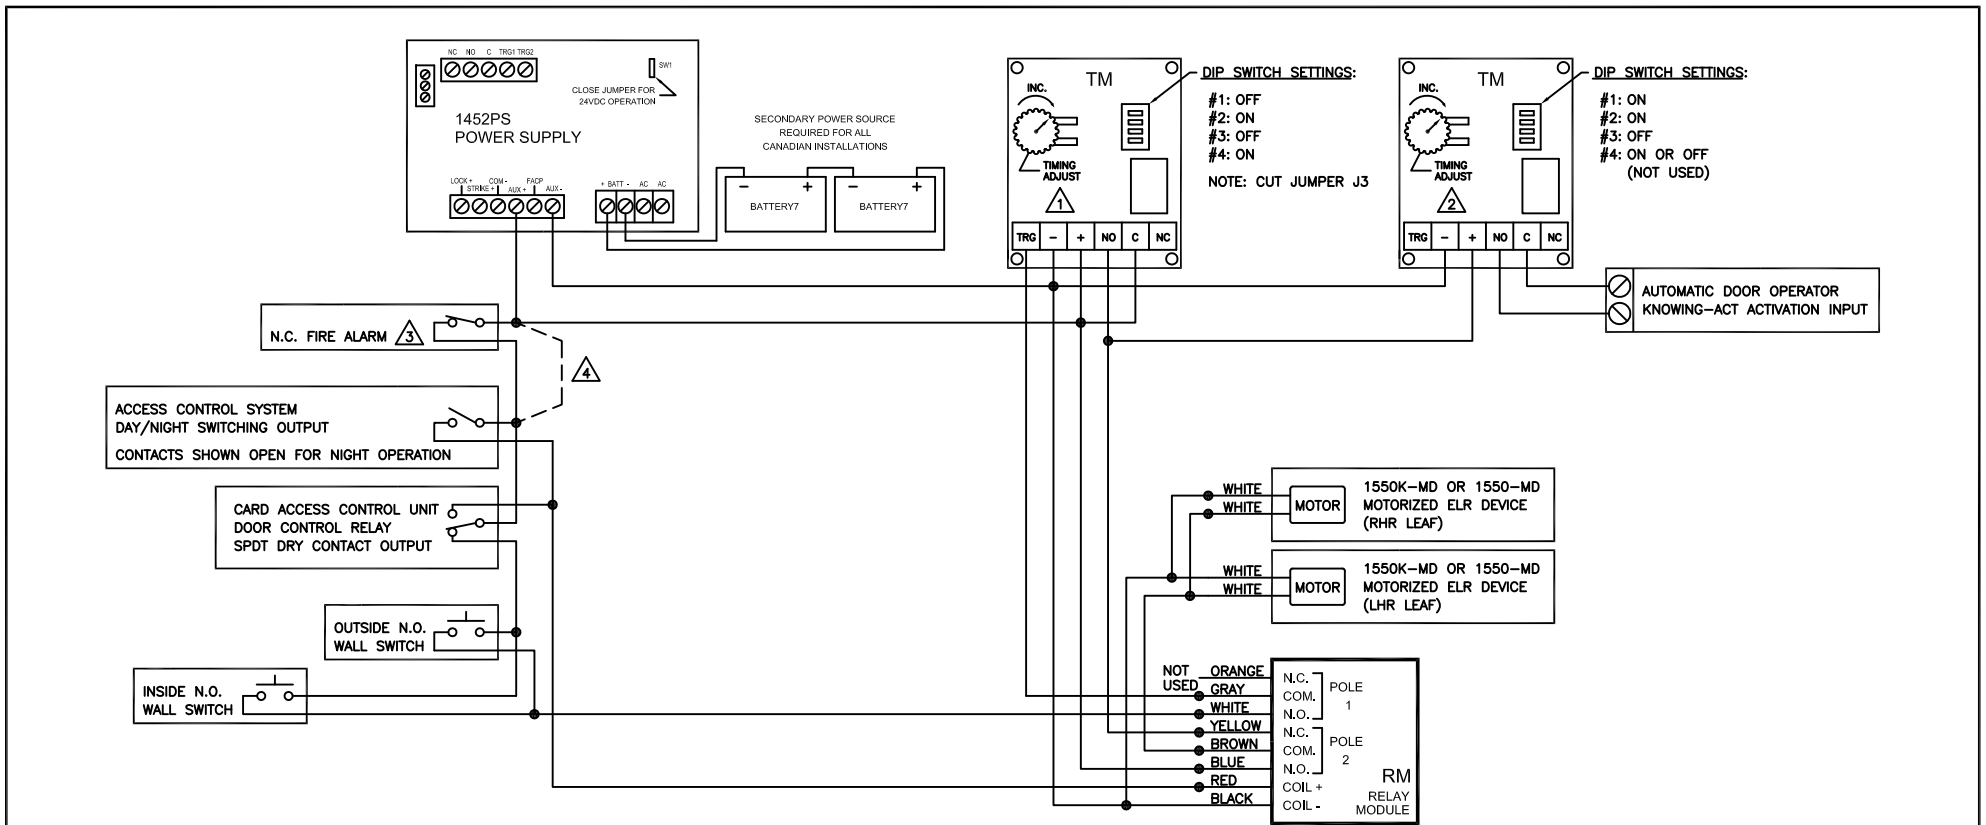 NC NO C TRG1 TRG2
SW1
CLOSE JUMPER FOR
24VDC OPERATION
1452PS
POWER SUPPLY
LOCK + COM - FACP
STRIKE + AUX + AUX -
+ BATT - AC AC
SECONDARY POWER SOURCE
REQUIRED FOR ALL
CANADIAN INSTALLATIONS
- +
BATTERY7
- +
BATTERY7
TM
INC.
TIMING
ADJUST
1
TRG - + NO C NC
DIP SWITCH SETTINGS:
#1: OFF
#2: ON
#3: OFF
#4: ON
NOTE: CUT JUMPER J3
TM
INC.
TIMING
ADJUST
2
TRG - + NO C NC
DIP SWITCH SETTINGS:
#1: ON
#2: ON
#3: OFF
#4: ON OR OFF
(NOT USED)
AUTOMATIC DOOR OPERATOR
KNOWING-ACT ACTIVATION INPUT
N.C. FIRE ALARM 3
4
ACCESS CONTROL SYSTEM
DAY/NIGHT SWITCHING OUTPUT
CONTACTS SHOWN OPEN FOR NIGHT OPERATION
CARD ACCESS CONTROL UNIT
DOOR CONTROL RELAY
SPDT DRY CONTACT OUTPUT
OUTSIDE N.O.
WALL SWITCH
INSIDE N.O.
WALL SWITCH
WHITE
WHITE
MOTOR
1550K-MD OR 1550-MD
MOTORIZED ELR DEVICE
(RHR LEAF)
WHITE
WHITE
MOTOR
1550K-MD OR 1550-MD
MOTORIZED ELR DEVICE
(LHR LEAF)
NOT
USED
ORANGE
GRAY
WHITE
YELLOW
BROWN
BLUE
RED
BLACK
N.C.
COM.
N.O.
POLE
1
N.C.
COM.
N.O.
POLE
2
COIL +
COIL -
RM
RELAY
MODULE